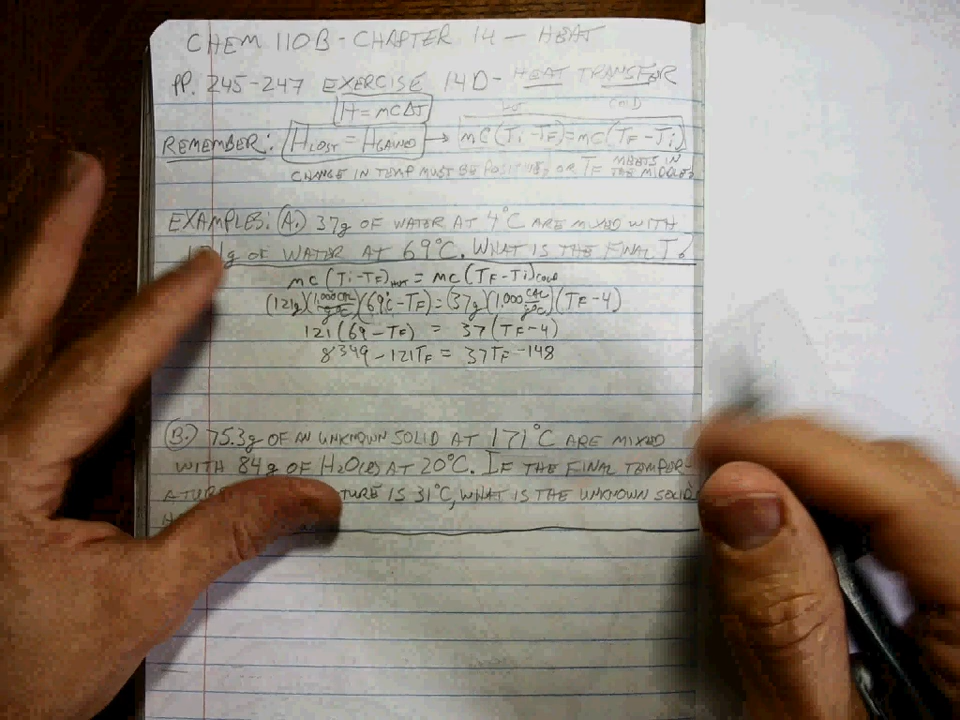 CHEM 110B - CHAPTER 14 - HEAT
PP. 245-247 EXERCISE 14D - HEAT TRANSFER
H = mCΔT
REMEMBER: H LOST = H GAINED → mC(Ti-TF)=mC(TF-Ti)
CHANGE IN TEMP MUST BE POSITIVE, OR TF MEETS IN THE MIDDLE
EXAMPLES: (A.) 37g OF WATER AT 4°C ARE MIXED WITH
g OF WATER AT 69°C. WHAT IS THE FINAL T?
mC(Ti-TF)HOT = mC(TF-Ti)COLD
(121g)(1.000 CAL/g°C)(69°C-TF)=(37g)(1.000 CAL/g°C)(TF-4)
121(69-TF) = 37(TF-4)
8349-121TF = 37TF-148
(B.) 75.3g OF AN UNKNOWN SOLID AT 171°C ARE MIXED
WITH 84g OF H2O(l) AT 20°C. IF THE FINAL TEMPER-
ATURE TURE IS 31°C, WHAT IS THE UNKNOWN SOLID